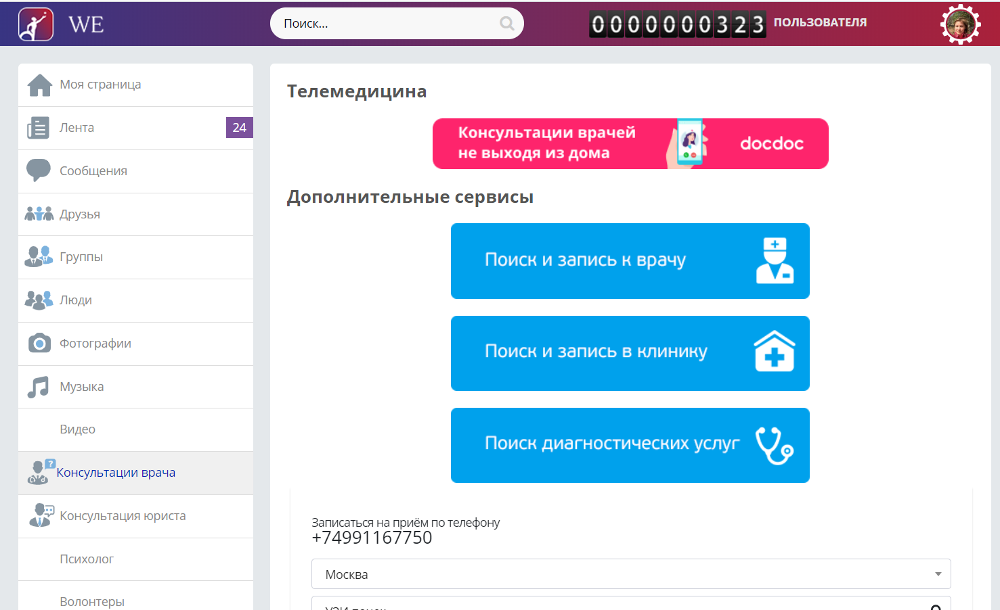 WE
Поиск...
0000000323 ПОЛЬЗОВАТЕЛЯ
Моя страница
Лента
24
Сообщения
Друзья
Группы
Люди
Фотографии
Музыка
Видео
Консультации врача
Консультация юриста
Психолог
Волонтеры
Телемедицина
Консультации врачей
не выходя из дома
docdoc
Дополнительные сервисы
Поиск и запись к врачу
Поиск и запись в клинику
Поиск диагностических услуг
Записаться на приём по телефону
+74991167750
Москва
УЗИ поиск